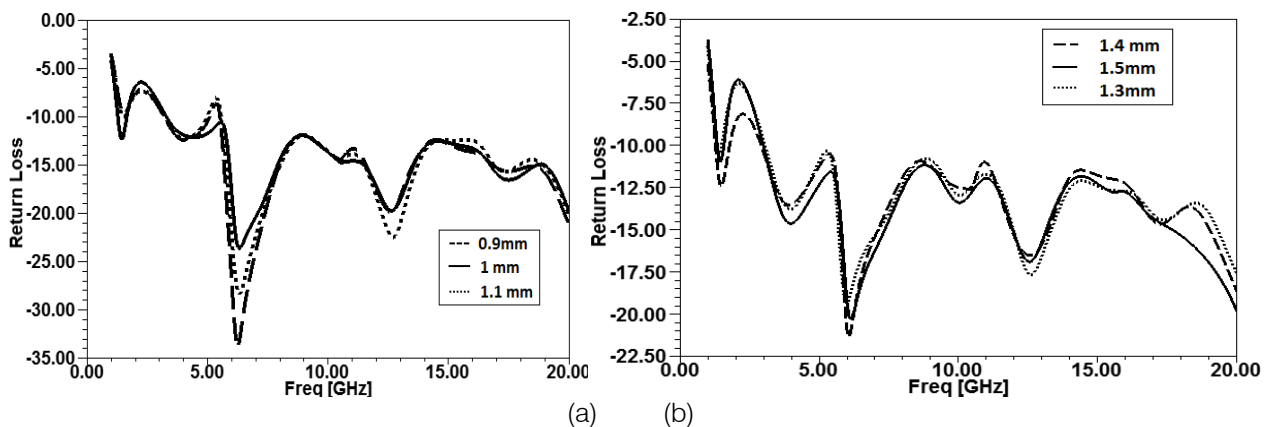 0.00
-5.00
-10.00
-15.00
-20.00
-25.00
-30.00
-35.00
Return Loss
0.9mm
1 mm
1.1 mm
0.00
5.00
10.00
15.00
20.00
Freq [GHz]
(a)
-2.50
-5.00
-7.50
-10.00
-12.50
-15.00
-17.50
-20.00
-22.50
Return Loss
1.4 mm
1.5mm
1.3mm
0.00
5.00
10.00
15.00
20.00
Freq [GHz]
(b)